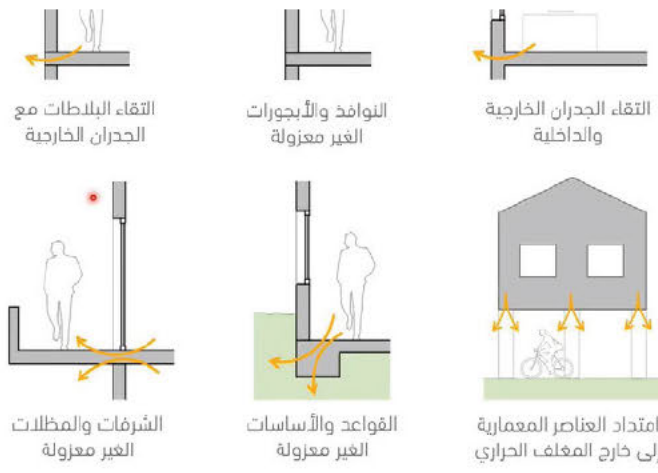 التقاء الجدران الخارجية
والداخلية
النوافذ والأبجورات
الغير معزولة
التقاء البلاطات مع
الجدران الخارجية
امتداد العناصر المعمارية
إلى خارج المغلف الحراري
القواعد والأساسات
الغير معزولة
الشرفات والمظلات
الغير معزولة